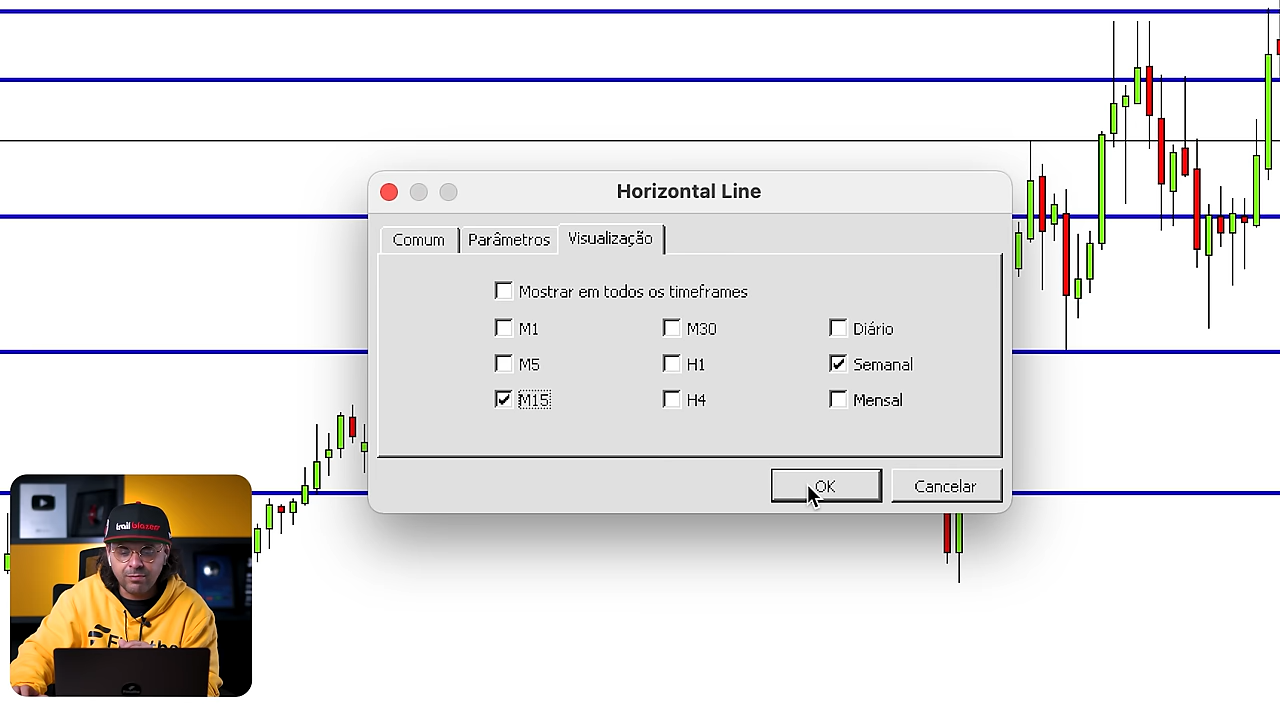 Horizontal Line
Comum
Parâmetros
Visualização
Mostrar em todos os timeframes
M1
M30
Diário
M5
H1
Semanal
M15
H4
Mensal
OK
Cancelar
trailblazerr